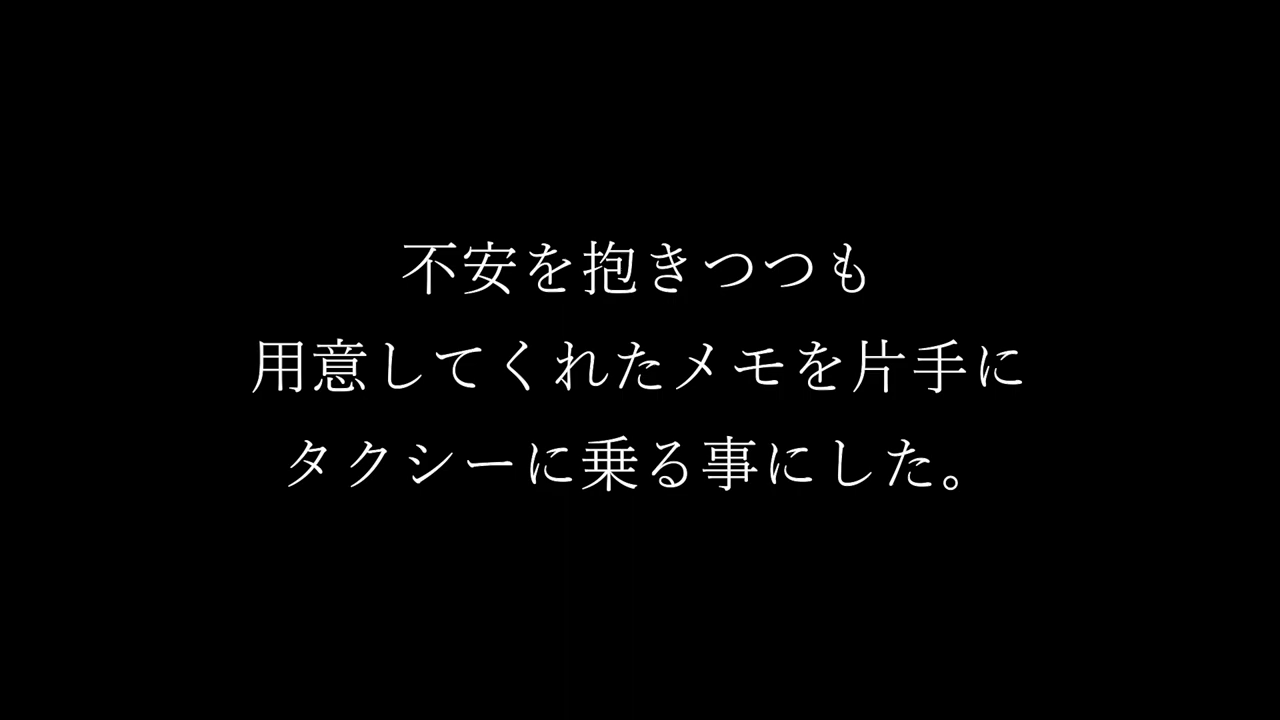 不安を抱きつつも
用意してくれたメモを片手に
タクシーに乗る事にした。